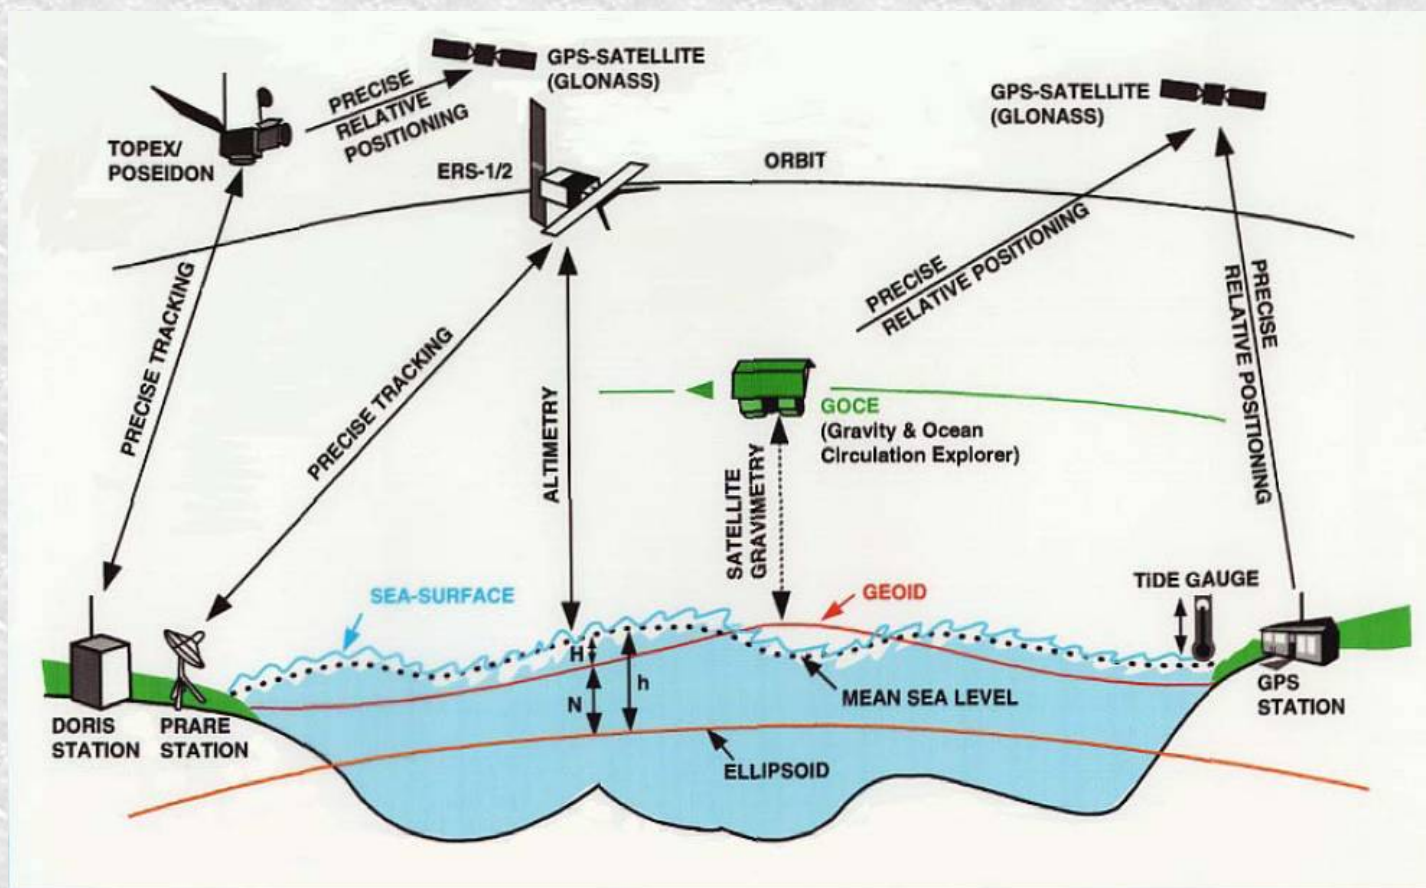 GPS-SATELLITE
(GLONASS)
PRECISE
RELATIVE
POSITIONING
TOPEX/
POSEIDON
ERS-1/2
ORBIT
GPS-SATELLITE
(GLONASS)
PRECISE
RELATIVE POSITIONING
PRECISE
RELATIVE POSITIONING
PRECISE TRACKING
PRECISE TRACKING
ALTIMETRY
GOCE
(Gravity & Ocean
Circulation Explorer)
SATELLITE
GRAVIMETRY
SEA-SURFACE
GEOID
TiDE GAUGE
H
N
h
MEAN SEA LEVEL
ELLIPSOID
DORIS
STATION
PRARE
STATION
GPS
STATION